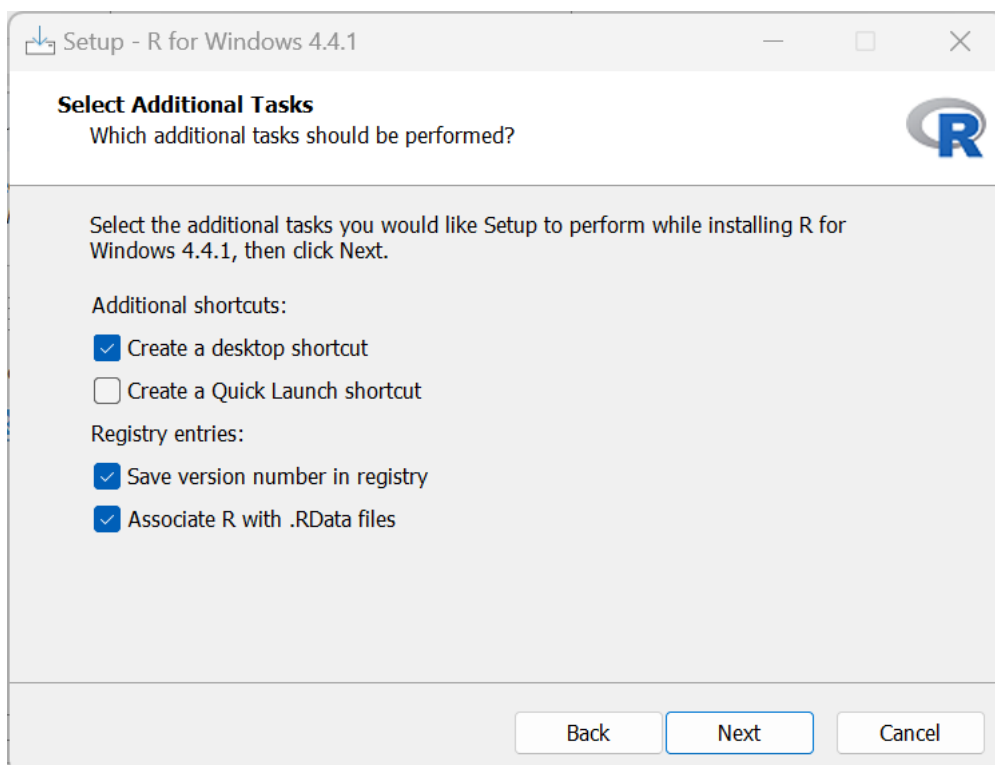 Setup - R for Windows 4.4.1
Select Additional Tasks
Which additional tasks should be performed?
R
Select the additional tasks you would like Setup to perform while installing R for
Windows 4.4.1, then click Next.
Additional shortcuts:
Create a desktop shortcut
Create a Quick Launch shortcut
Registry entries:
Save version number in registry
Associate R with .RData files
Back Next Cancel